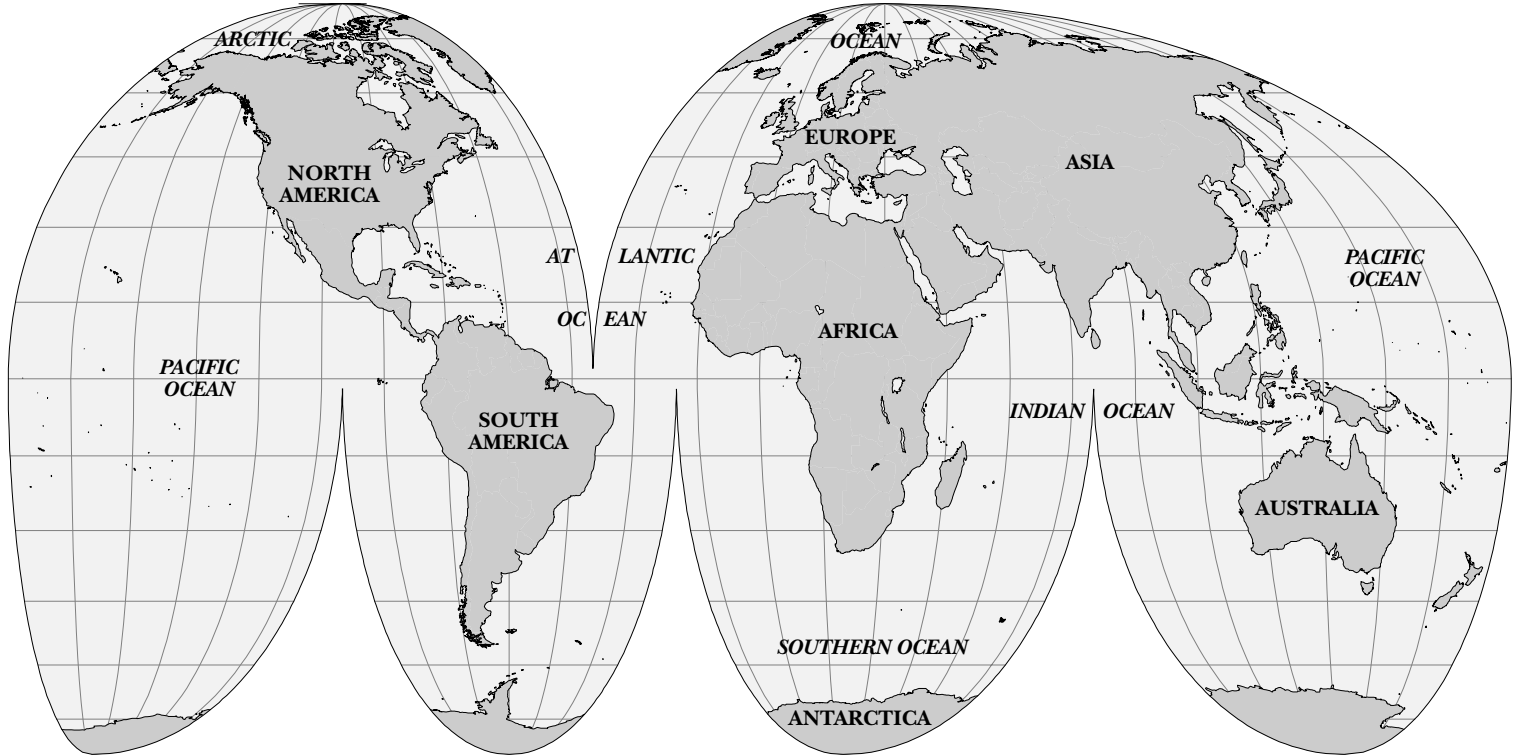 ARCTIC
OCEAN
EUROPE
ASIA
NORTH
AMERICA
AT LANTIC
PACIFIC
OCEAN
OC EAN
AFRICA
PACIFIC
OCEAN
SOUTH
AMERICA
INDIAN OCEAN
AUSTRALIA
SOUTHERN OCEAN
ANTARCTICA